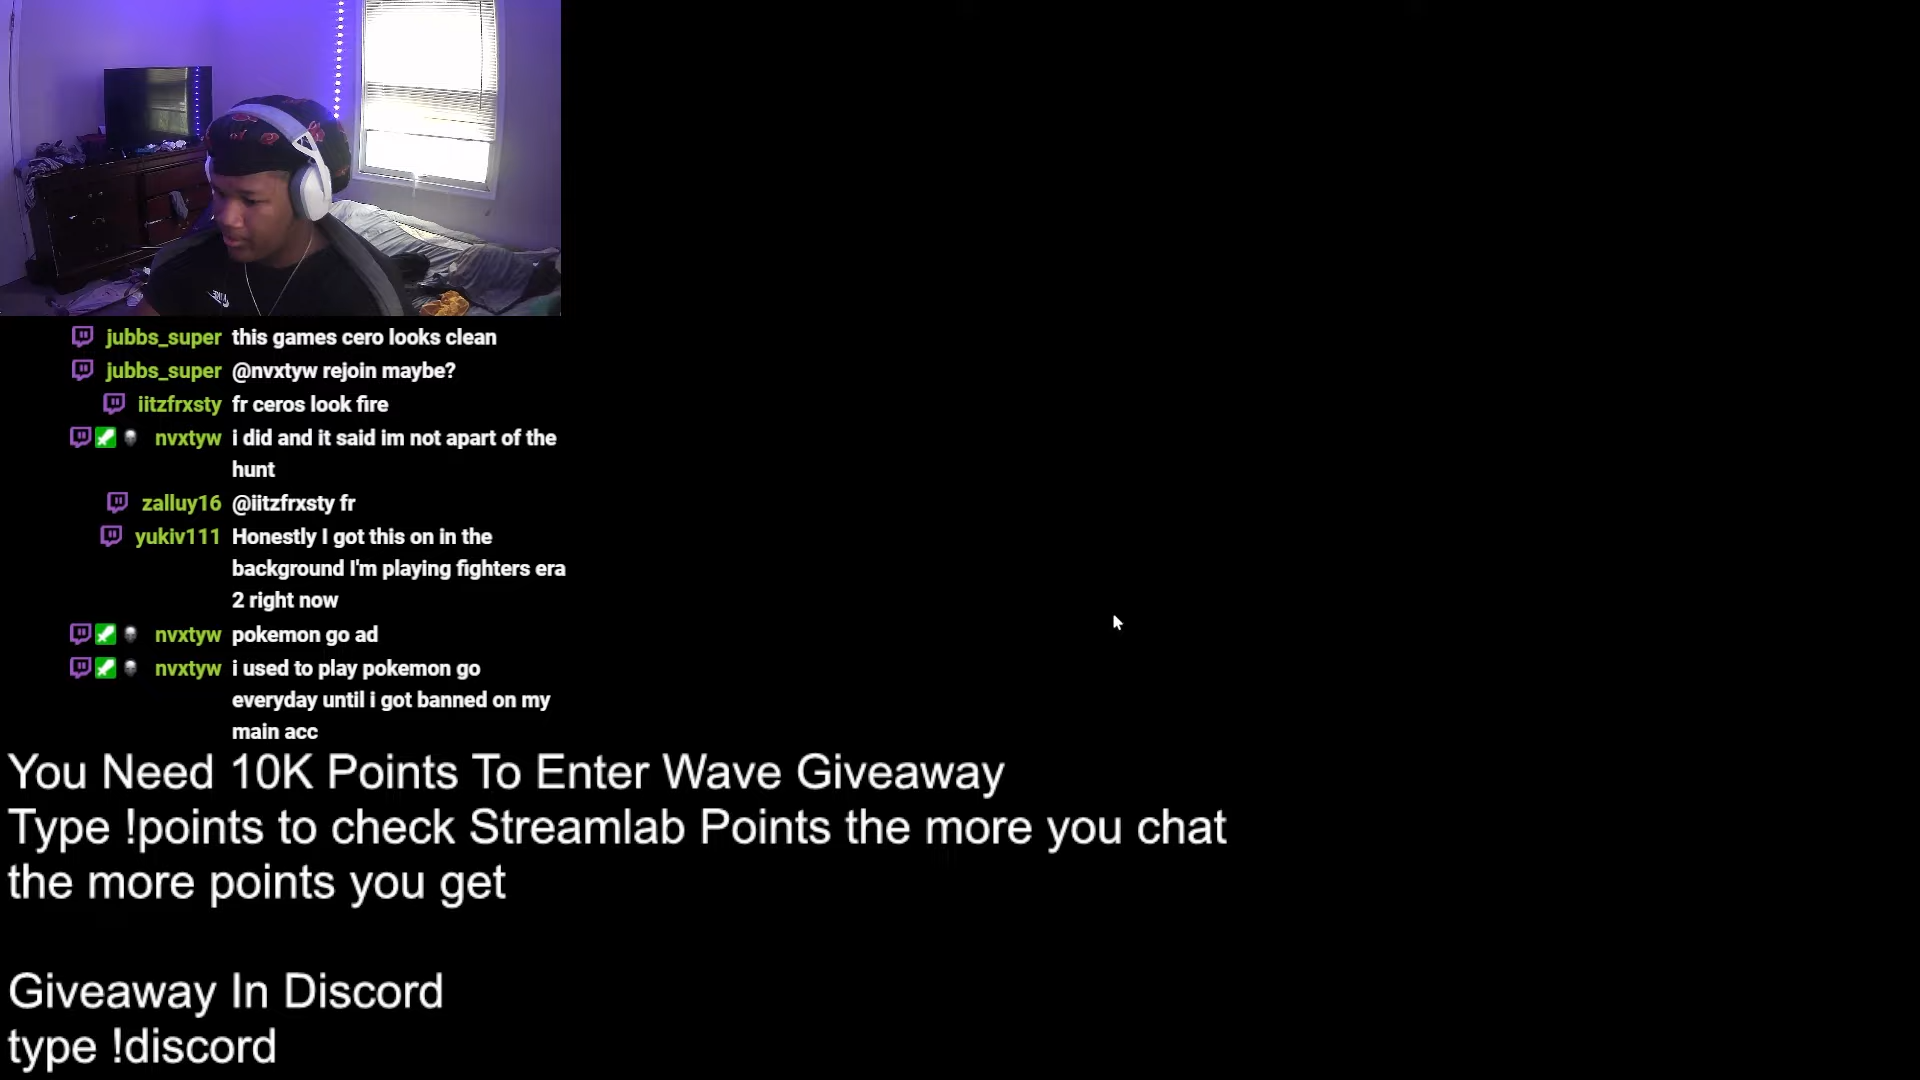 jubbs_super this games cero looks clean
jubbs_super @nvxtyw rejoin maybe?
iitzfrxsty fr ceros look fire
nvxtyw i did and it said im not apart of the
hunt
zalluy16 @iitzfrxsty fr
yukiv111 Honestly I got this on in the
background I'm playing fighters era
2 right now
nvxtyw pokemon go ad
nvxtyw i used to play pokemon go
everyday until i got banned on my
main acc
You Need 10K Points To Enter Wave Giveaway
Type !points to check Streamlab Points the more you chat
the more points you get
Giveaway In Discord
type !discord